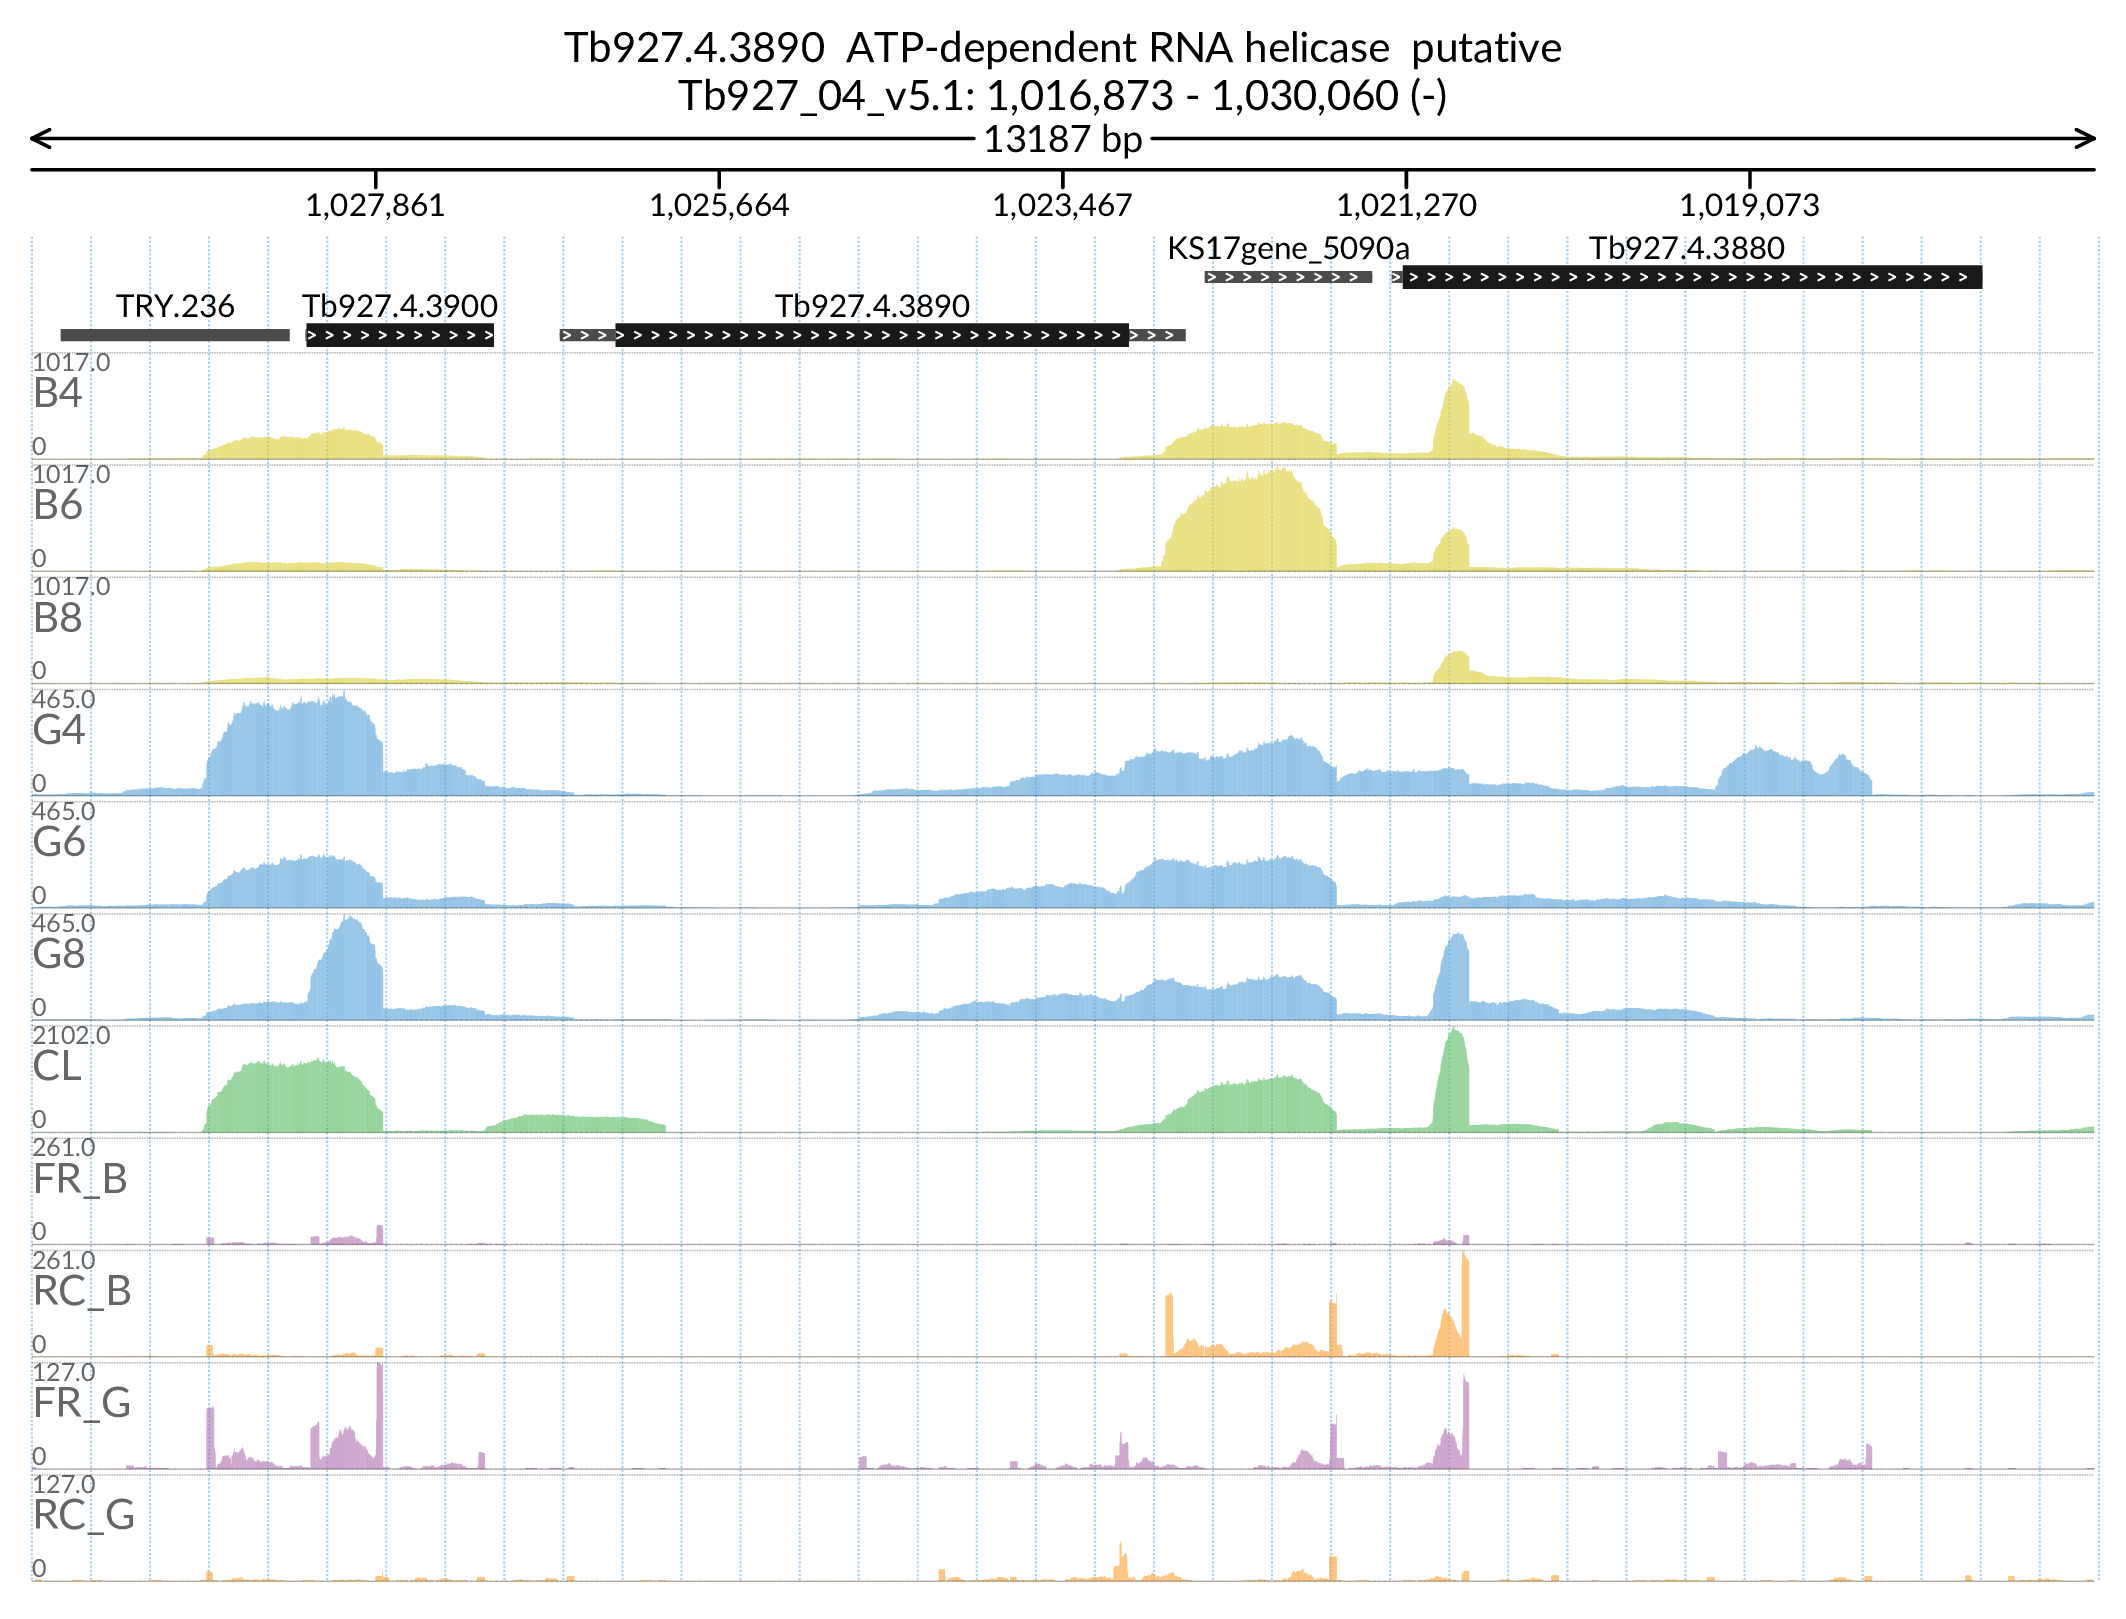 Tb927.4.3890  ATP-dependent RNA helicase  putative
Tb927_04_v5.1: 1,016,873 - 1,030,060 (-)
13187 bp
1,027,861 1,025,664 1,023,467 1,021,270 1,019,073
KS17gene_5090a Tb927.4.3880
TRY.236 Tb927.4.3900 Tb927.4.3890
1017.0
B4
0
1017.0
B6
0
1017.0
B8
0
465.0
G4
0
465.0
G6
0
465.0
G8
0
2102.0
CL
0
261.0
FR_B
0
261.0
RC_B
0
127.0
FR_G
0
127.0
RC_G
0